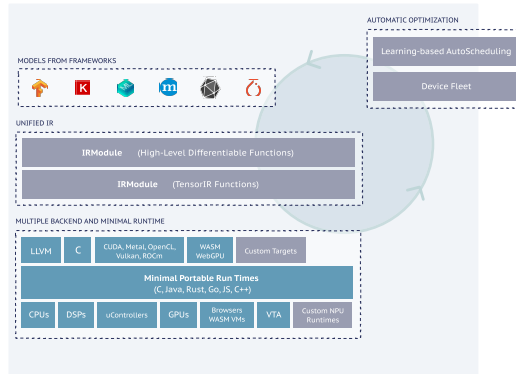 AUTOMATIC OPTIMIZATION
Learning-based AutoScheduling
Device Fleet
MODELS FROM FRAMEWORKS
K
m
UNIFIED IR
IRModule (High-Level Differentiable Functions)
IRModule (TensorIR Functions)
MULTIPLE BACKEND AND MINIMAL RUNTIME
LLVM
C
CUDA, Metal, OpenCL,
Vulkan, ROCm
WASM
WebGPU
Custom Targets
Minimal Portable Run Times
(C, Java, Rust, Go, JS, C++)
CPUs
DSPs
uControllers
GPUs
Browsers
WASM VMs
VTA
Custom NPU
Runtimes